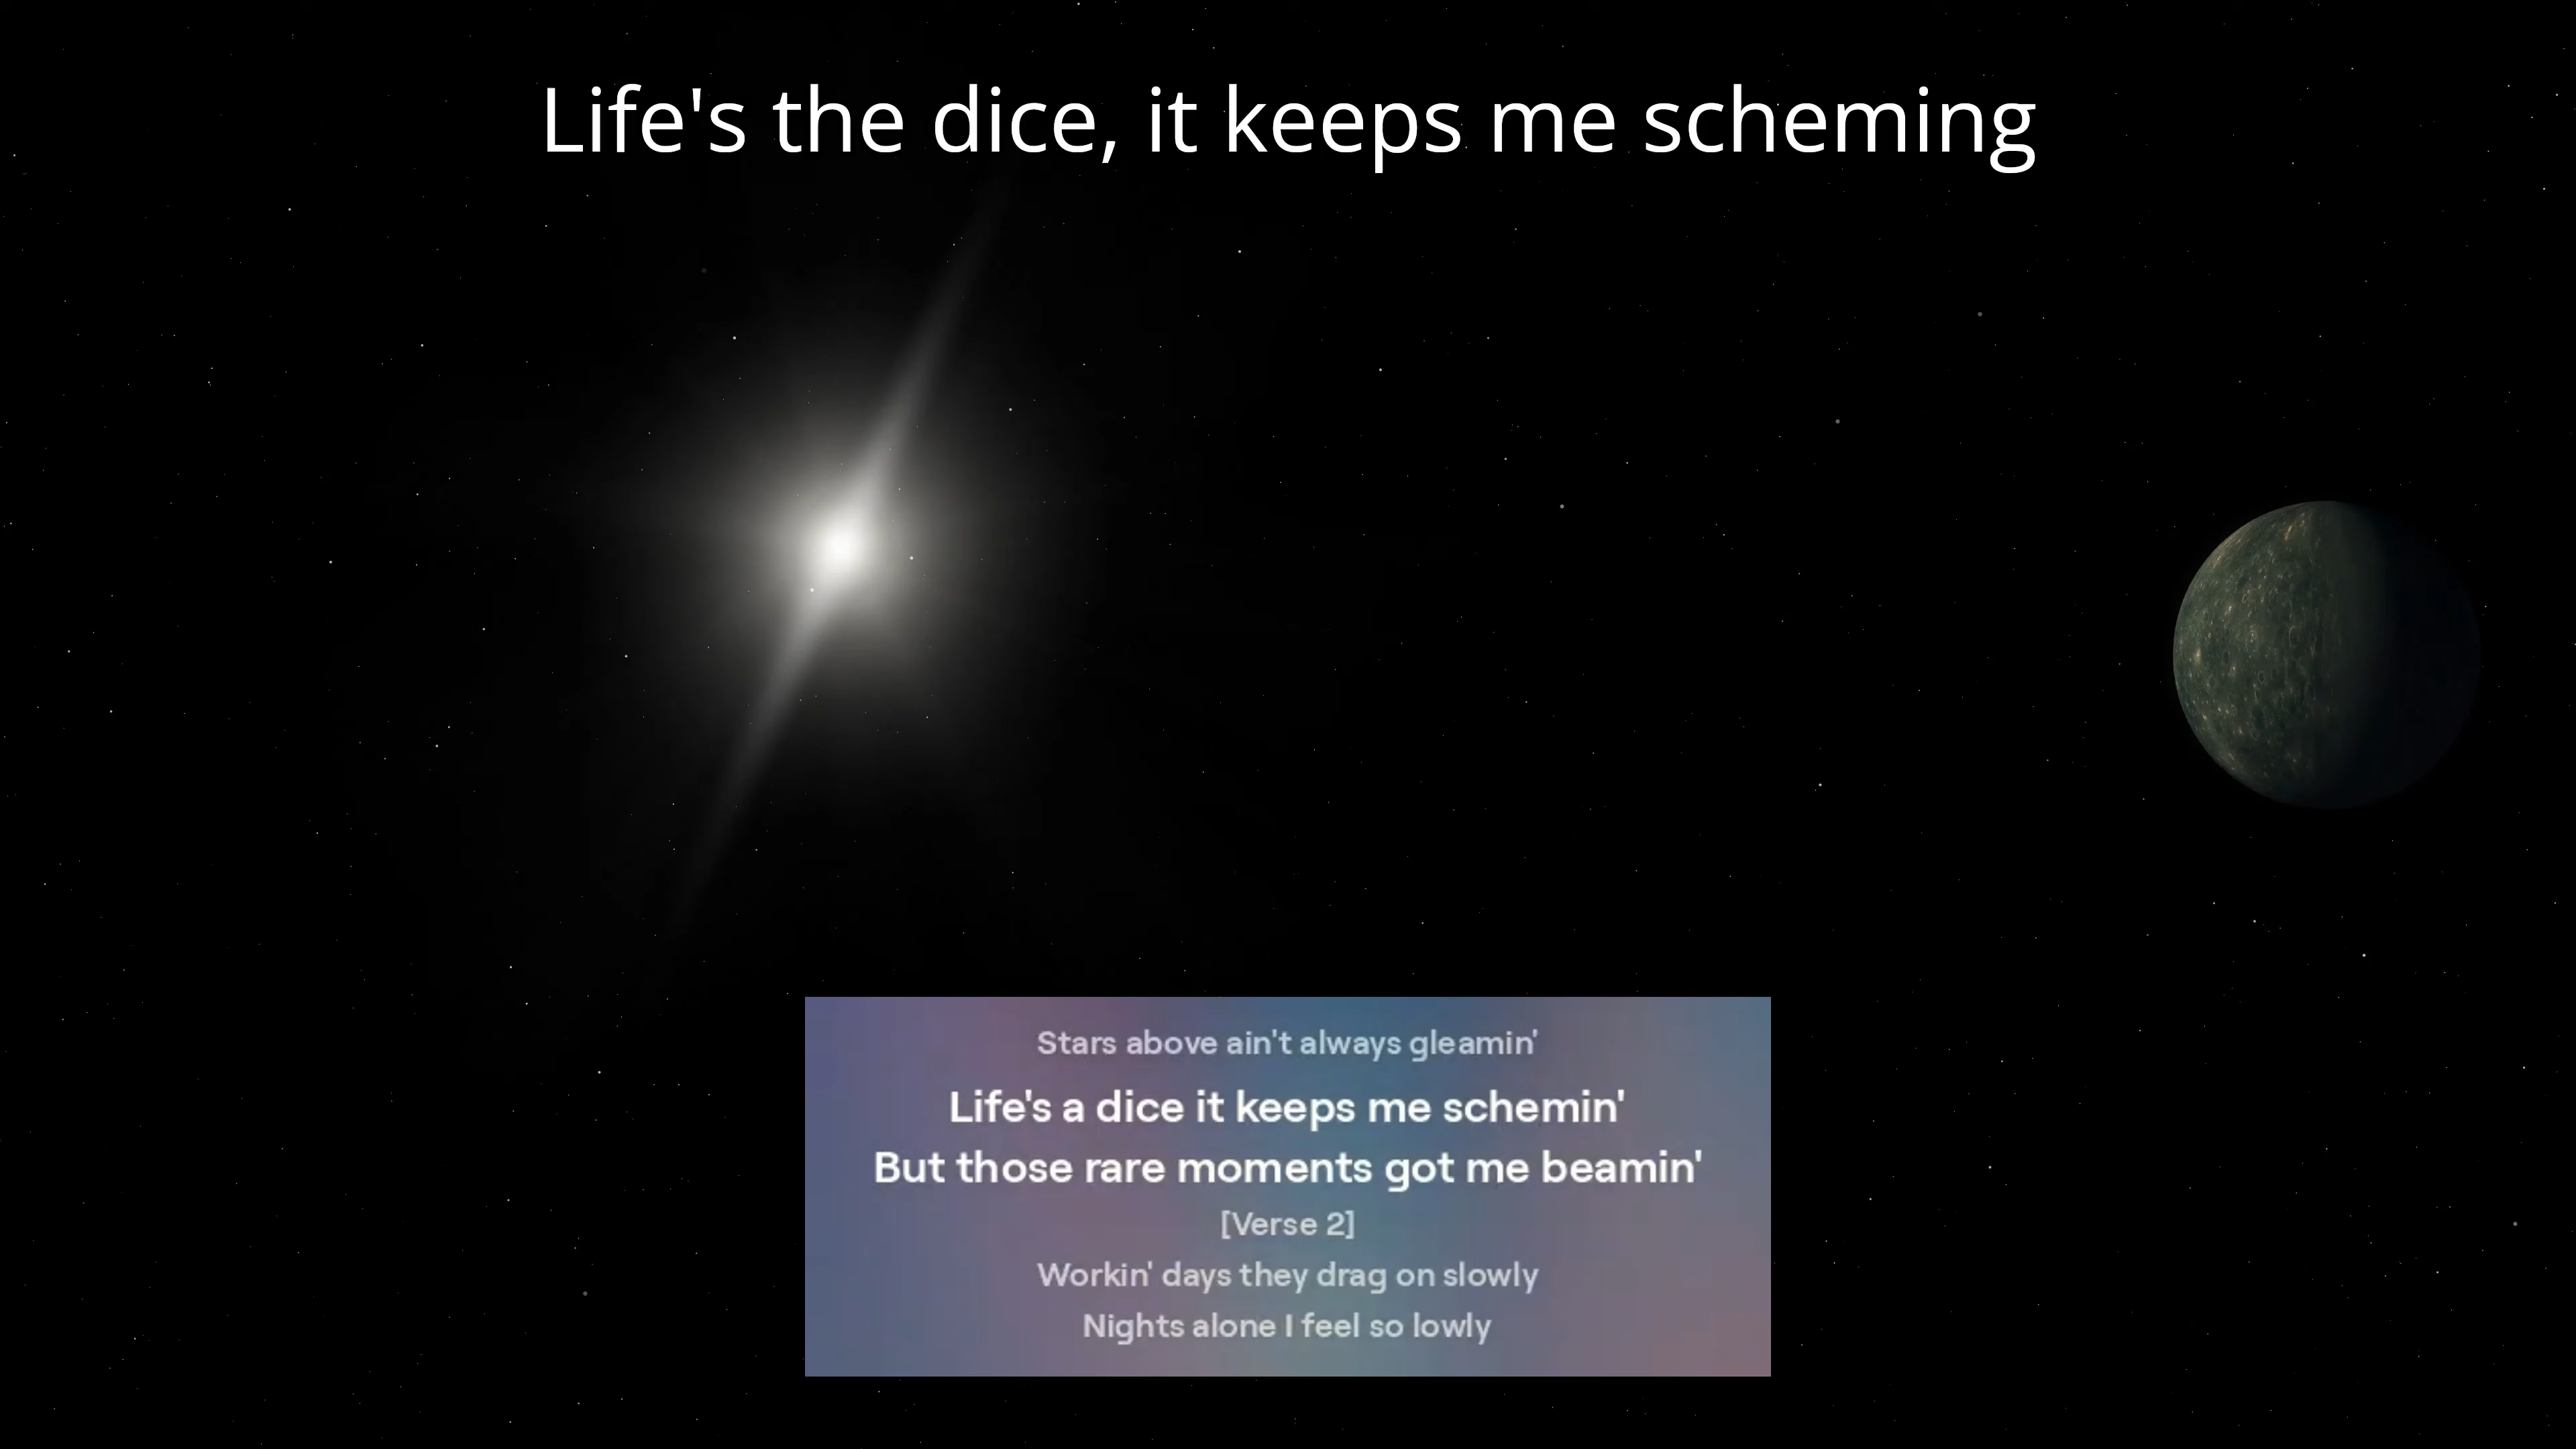 Life's the dice, it keeps me scheming
Stars above ain't always gleamin'
Life's a dice it keeps me schemin'
But those rare moments got me beamin'
[Verse 2]
Workin' days they drag on slowly
Nights alone I feel so lowly